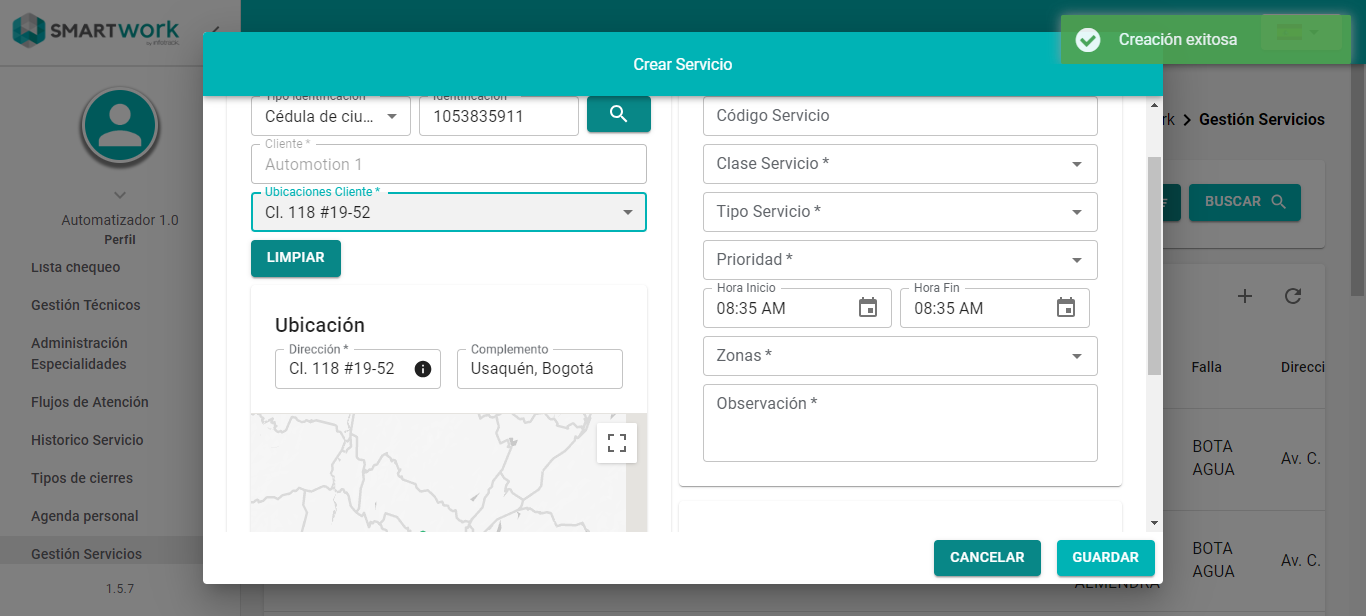 SMARTWORK
by infotrack
Creación exitosa
Crear Servicio
Tipo Identificación
Cédula de ciu...
Identificación
1053835911
Cliente *
Automotion 1
Ubicaciones Cliente *
Cl. 118 #19-52
LIMPIAR
Ubicación
Dirección *
Cl. 118 #19-52
Complemento
Usaquén, Bogotá
Código Servicio
Clase Servicio *
Tipo Servicio *
Prioridad *
Hora Inicio
08:35 AM
Hora Fin
08:35 AM
Zonas *
Observación *
CANCELAR
GUARDAR
Automatizador 1.0
Perfil
Lista chequeo
Gestión Técnicos
Administración
Especialidades
Flujos de Atención
Historico Servicio
Tipos de cierres
Agenda personal
Gestión Servicios
1.5.7
rk > Gestión Servicios
BUSCAR
Falla
Direcci
BOTA
AGUA
Av. C.
BOTA
AGUA
Av. C.
ALMENDRA